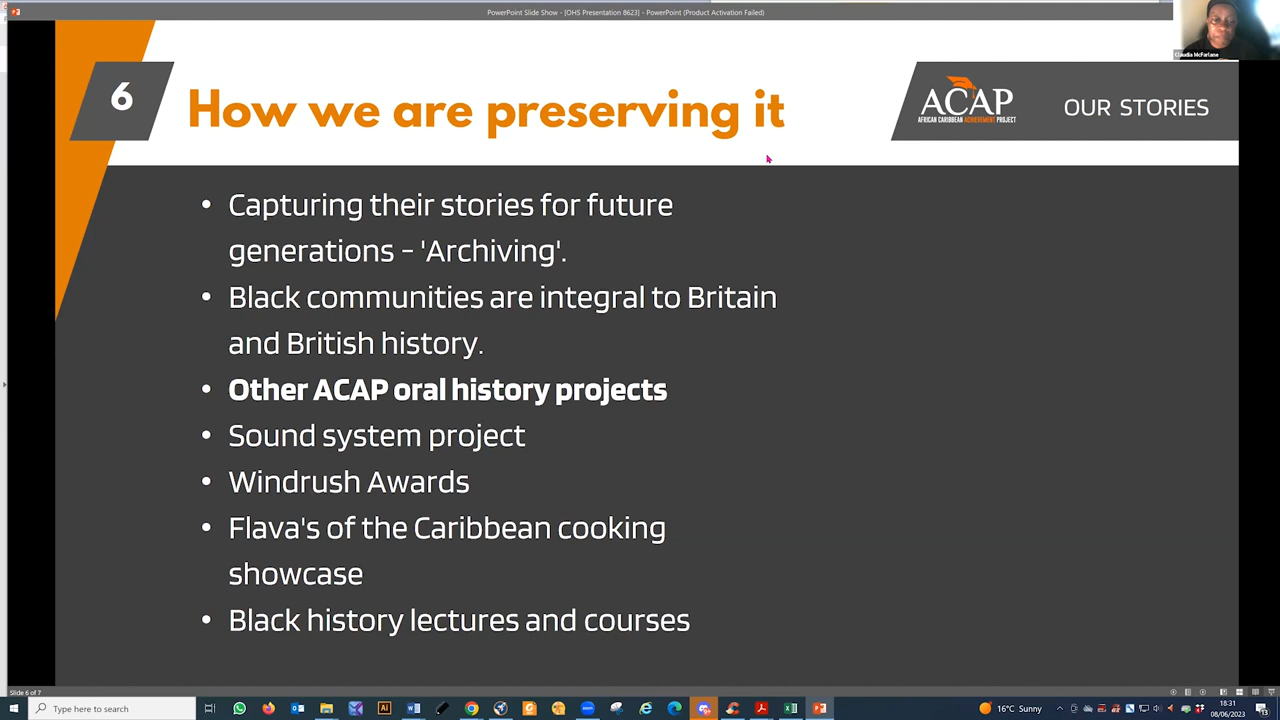 PowerPoint Slide Show - [OHS Presentation 8623] - PowerPoint (Product Activation Failed)
Claudia McFarlane
6
How we are preserving it
ACAP
AFRICAN CARIBBEAN ACHIEVEMENT PROJECT
OUR STORIES
• Capturing their stories for future
generations - 'Archiving'.
• Black communities are integral to Britain
and British history.
• Other ACAP oral history projects
• Sound system project
• Windrush Awards
• Flava's of the Caribbean cooking
showcase
• Black history lectures and courses
Slide 6 of 7
Type here to search
16°C Sunny
18:31
08/06/2023